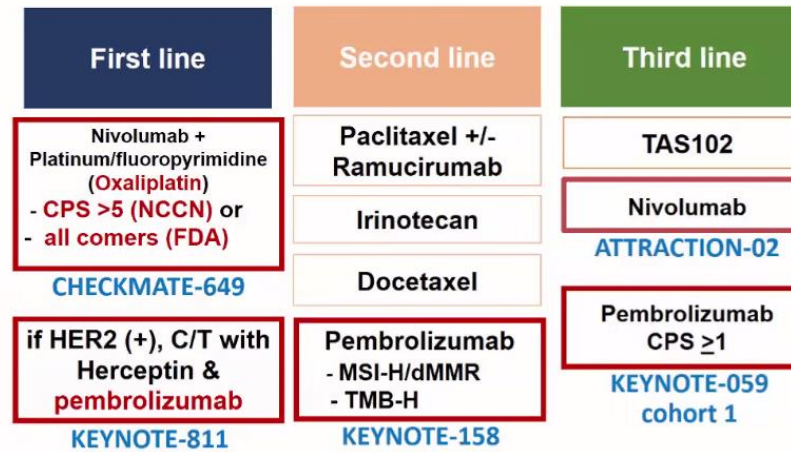 First line
Nivolumab +
Platinum/fluoropyrimidine
(Oxaliplatin)
- CPS >5 (NCCN) or
- all comers (FDA)
CHECKMATE-649
if HER2 (+), C/T with
Herceptin &
pembrolizumab
KEYNOTE-811
Second line
Paclitaxel +/-
Ramucirumab
Irinotecan
Docetaxel
Pembrolizumab
- MSI-H/dMMR
- TMB-H
KEYNOTE-158
Third line
TAS102
Nivolumab
ATTRACTION-02
Pembrolizumab
CPS ≥1
KEYNOTE-059
cohort 1